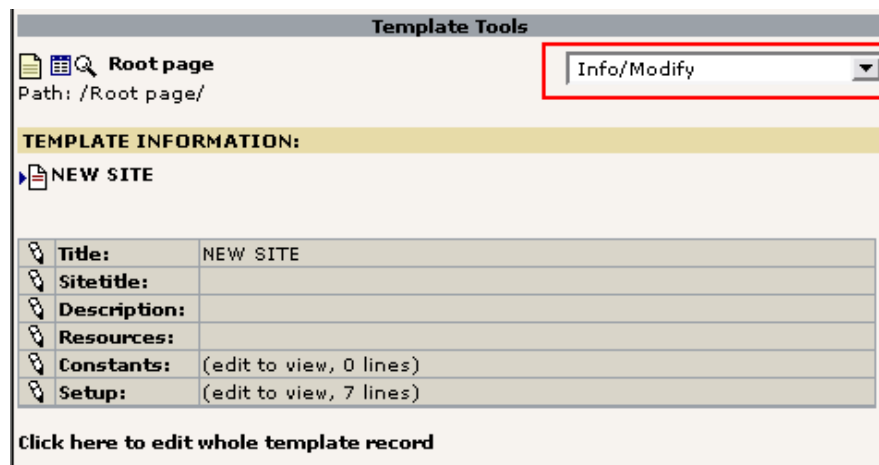 Template Tools
Root page Info/Modify
Path: /Root page/
TEMPLATE INFORMATION:
NEW SITE
Title: NEW SITE
Sitetitle:
Description:
Resources:
Constants: (edit to view, 0 lines)
Setup: (edit to view, 7 lines)
Click here to edit whole template record